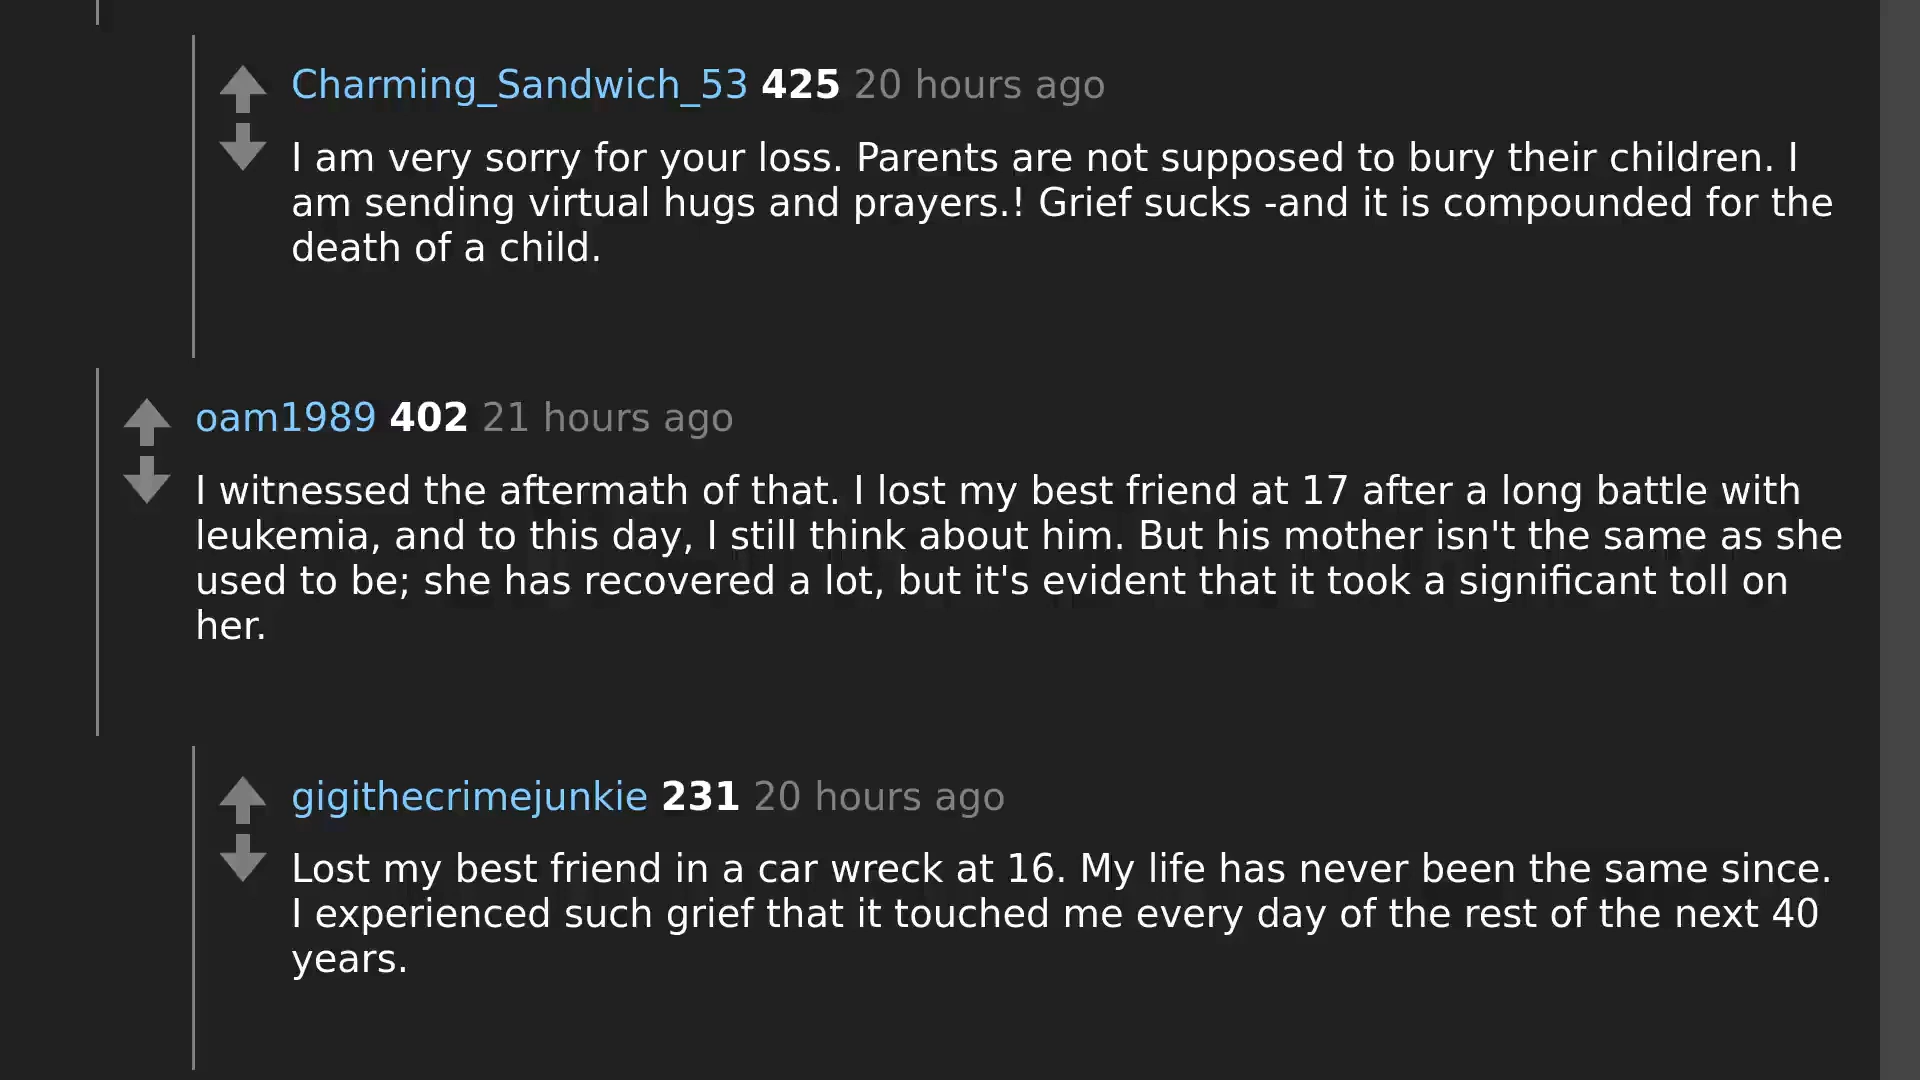 Charming_Sandwich_53 425 20 hours ago
I am very sorry for your loss. Parents are not supposed to bury their children. I
am sending virtual hugs and prayers.! Grief sucks -and it is compounded for the
death of a child.
oam1989 402 21 hours ago
I witnessed the aftermath of that. I lost my best friend at 17 after a long battle with
leukemia, and to this day, I still think about him. But his mother isn't the same as she
used to be; she has recovered a lot, but it's evident that it took a significant toll on
her.
gigithecrimejunkie 231 20 hours ago
Lost my best friend in a car wreck at 16. My life has never been the same since.
I experienced such grief that it touched me every day of the rest of the next 40
years.